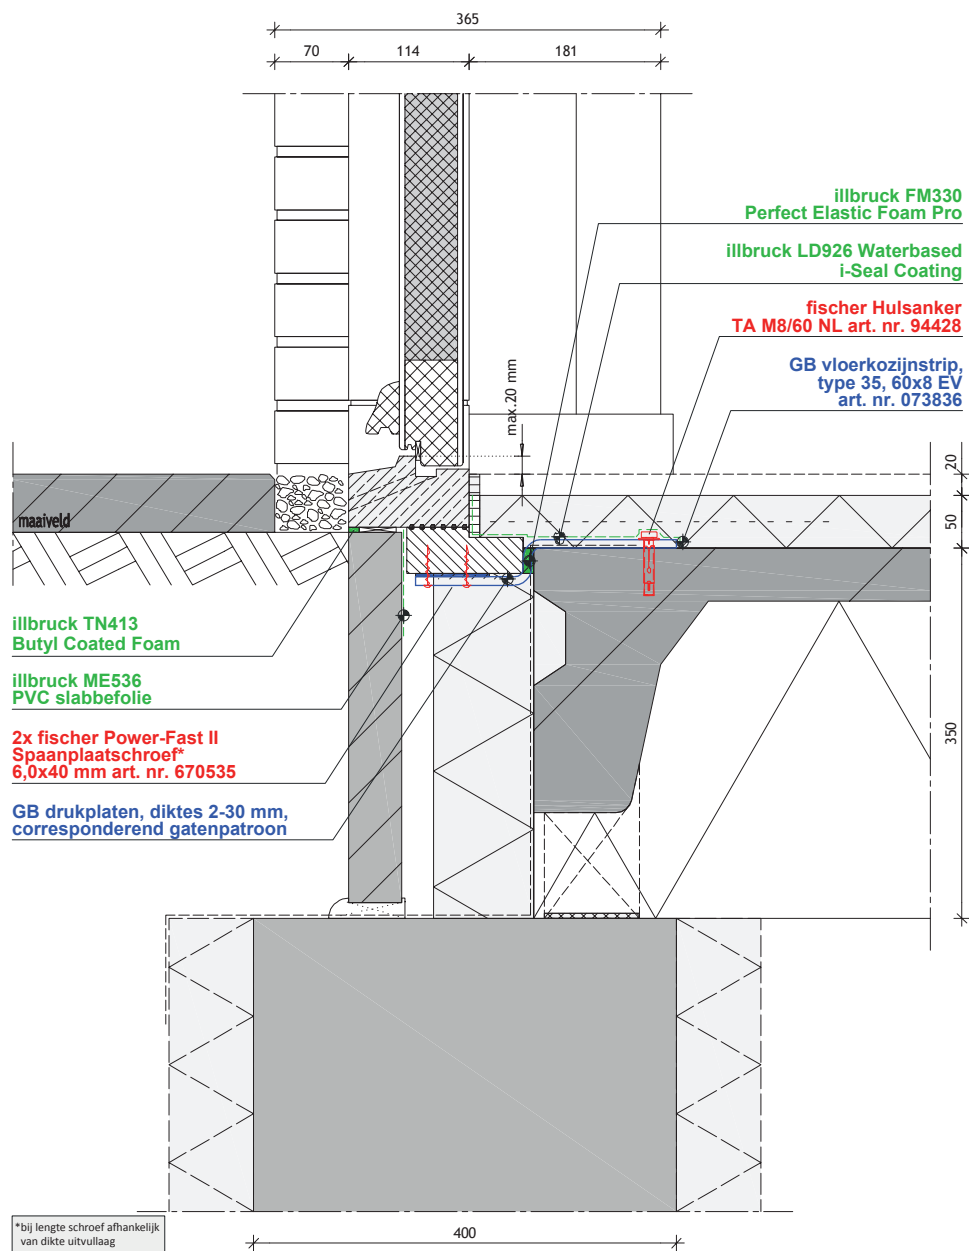 365
70
114
181
illbruck FM330
Perfect Elastic Foam Pro
illbruck LD926 Waterbased
i-Seal Coating
fischer Hulsanker
TA M8/60 NL art. nr. 94428
GB vloerkozijnstrip,
type 35, 60x8 EV
art. nr. 073836
max.20 mm
20
50
maaiveld
350
illbruck TN413
Butyl Coated Foam
illbruck ME536
PVC slabbefolie
2x fischer Power-Fast II
Spaanplaatschroef*
6,0x40 mm art. nr. 670535
GB drukplaten, diktes 2-30 mm,
corresponderend gatenpatroon
*bij lengte schroef afhankelijk
van dikte uitvullaag
400